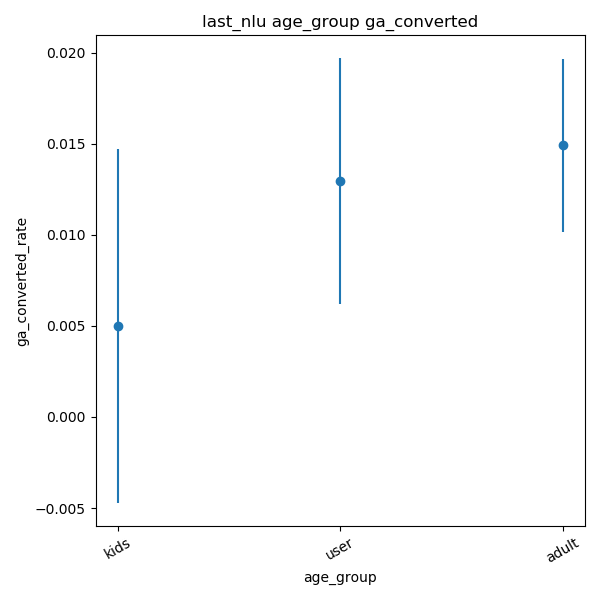 last_nlu age_group ga_converted
0.020
0.015
0.010
0.005
0.000
−0.005
ga_converted_rate
kids
user
adult
age_group